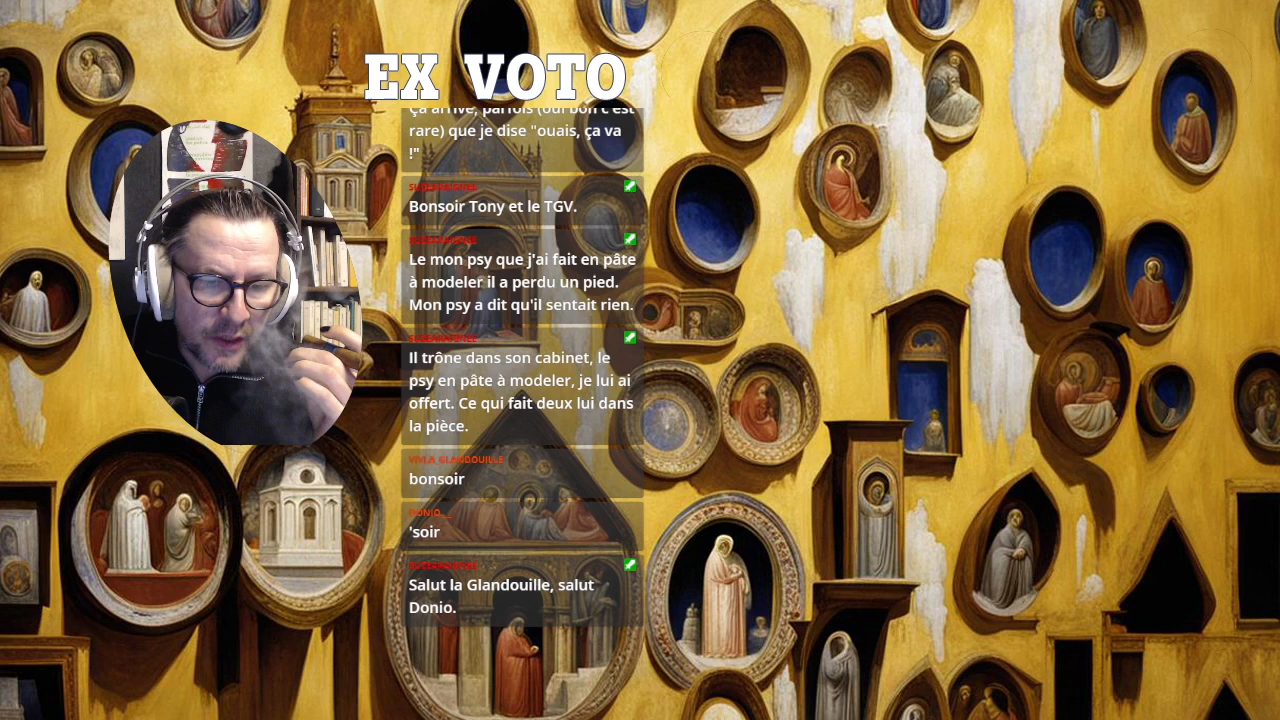 EX VOTO
Ça arrive, parfois (oui bon c'est
rare) que je dise "ouais, ça va
!"
Bonsoir Tony et le TGV.
Le mon psy que j'ai fait en pâte
à modeler il a perdu un pied.
Mon psy a dit qu'il sentait rien.
Il trône dans son cabinet, le
psy en pâte à modeler, je lui ai
offert. Ce qui fait deux lui dans
la pièce.
VIVLA GLANDOUILLE
bonsoir
DONIO__
'soir
Salut la Glandouille, salut
Donio.